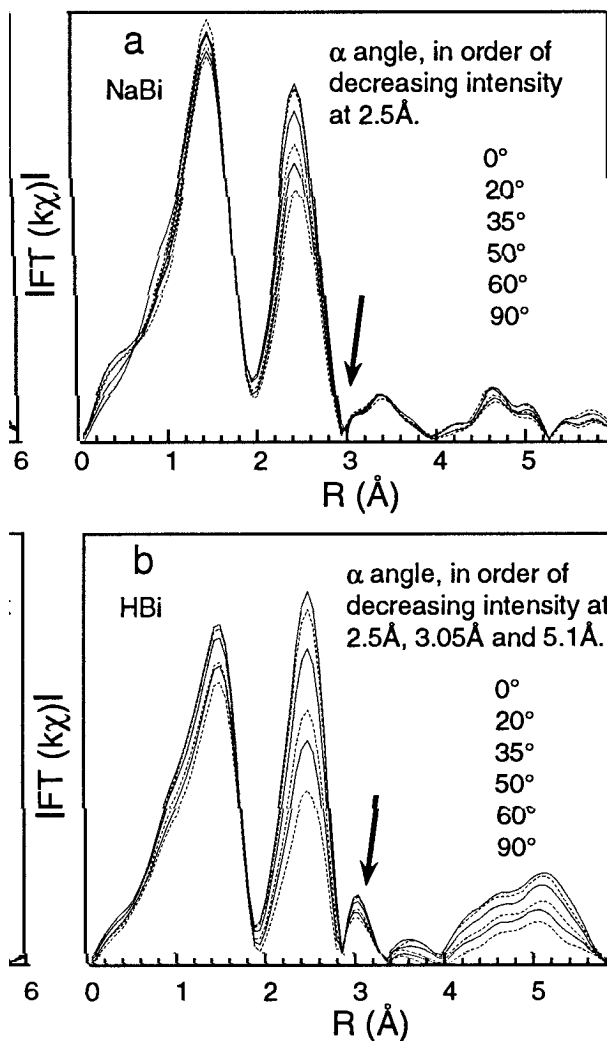 a
NaBi
α angle, in order of
decreasing intensity
at 2.5Å.
0°
20°
35°
50°
60°
90°
|FT (kχ)|
6
0
1
2
3
4
5
R (Å)
b
HBi
α angle, in order of
decreasing intensity at
2.5Å, 3.05Å and 5.1Å.
0°
20°
35°
50°
60°
90°
|FT (kχ)|
6
0
1
2
3
4
5
R (Å)